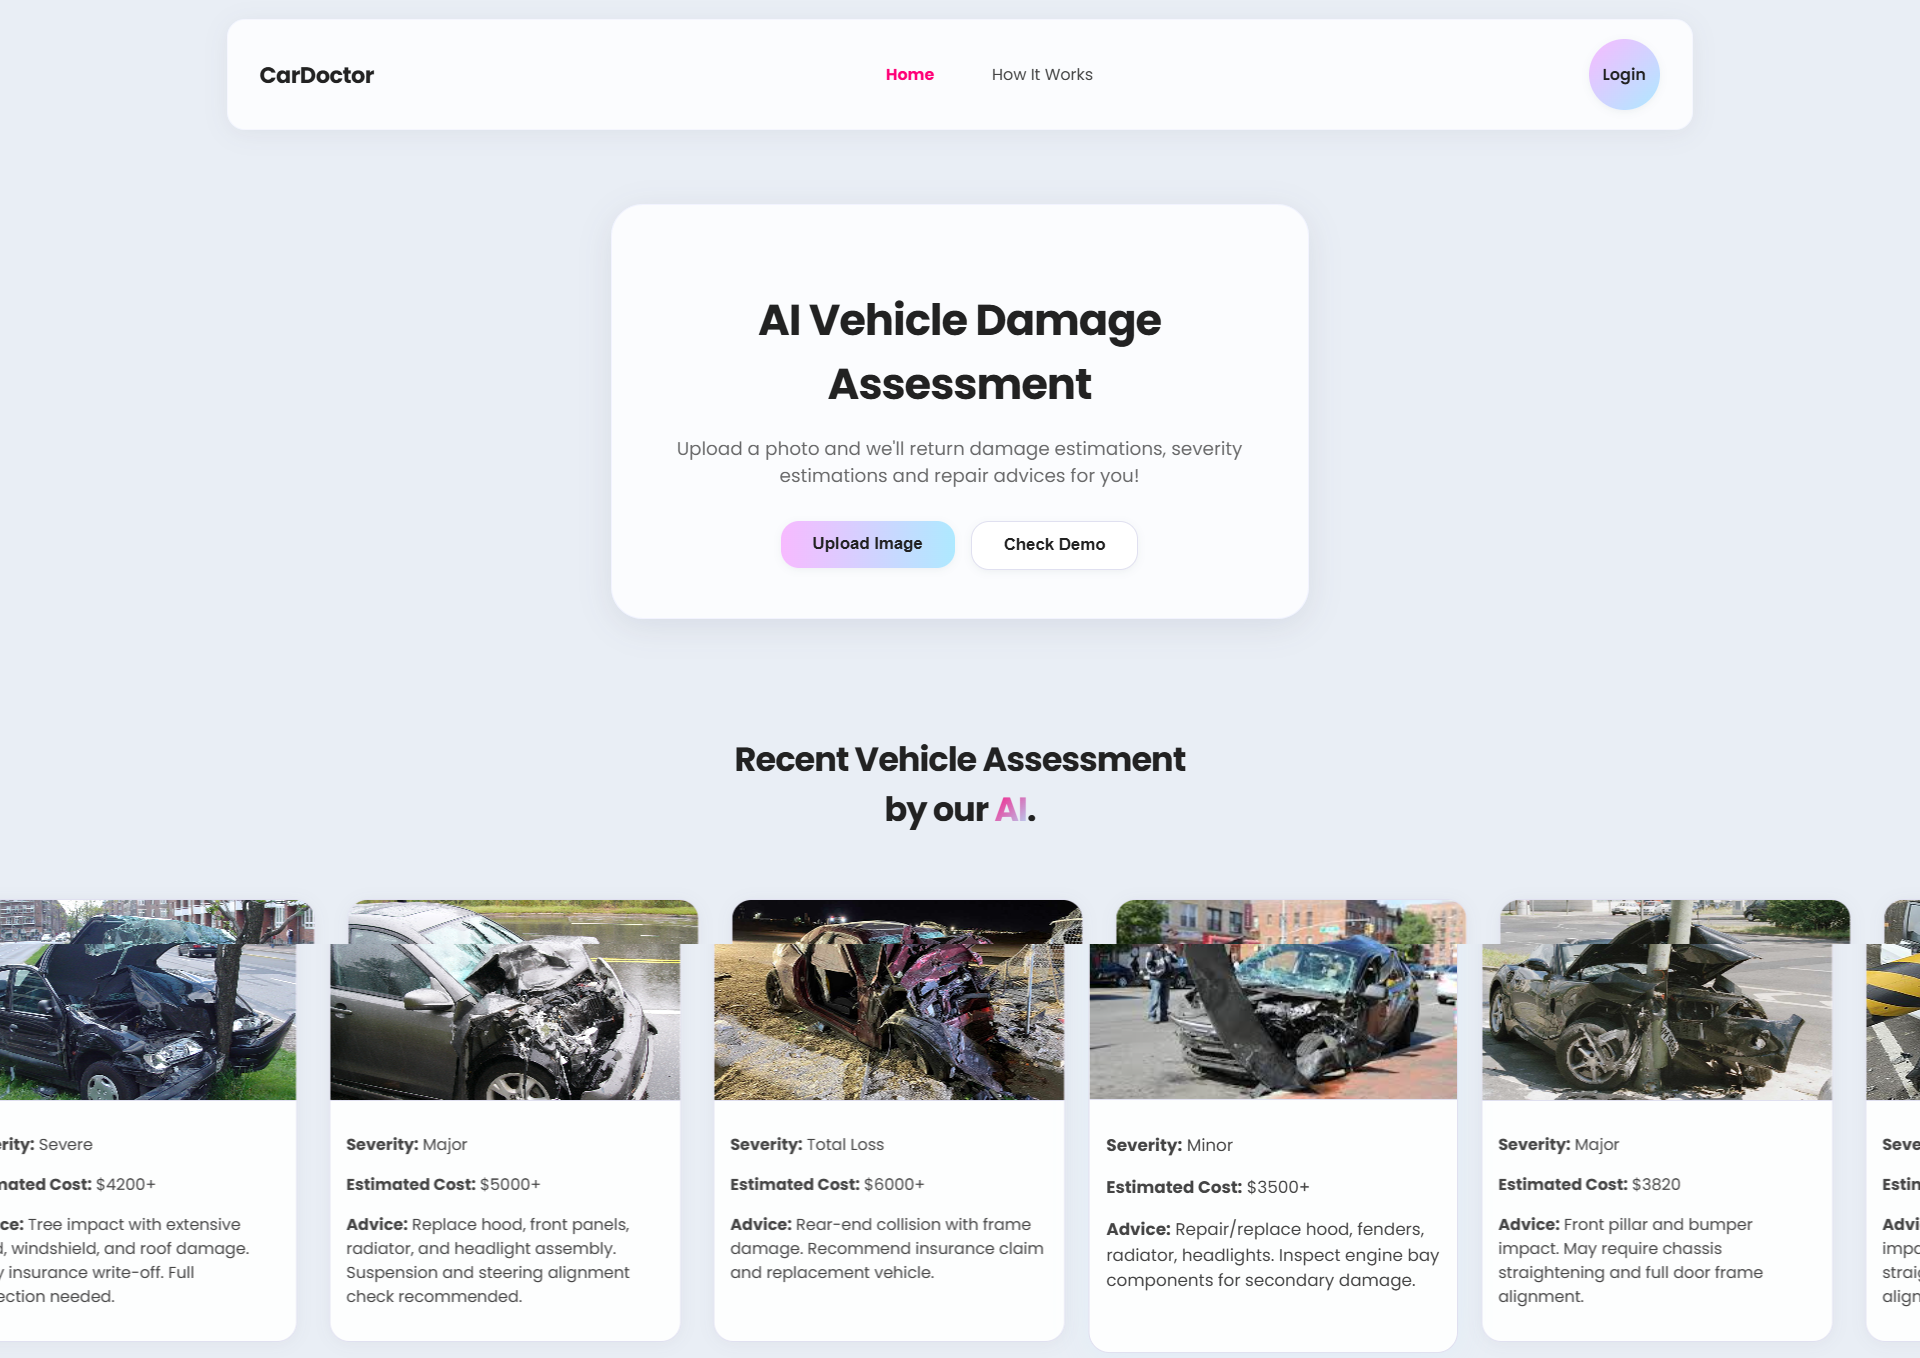 CarDoctor
Home
How It Works
Login
AI Vehicle Damage
Assessment
Upload a photo and we'll return damage estimations, severity
estimations and repair advices for you!
Upload Image
Check Demo
Recent Vehicle Assessment
by our AI.
erity: Severe
mated Cost: $4200+
ce: Tree impact with extensive
, windshield, and roof damage.
y insurance write-off. Full
ection needed.
Severity: Major
Estimated Cost: $5000+
Advice: Replace hood, front panels,
radiator, and headlight assembly.
Suspension and steering alignment
check recommended.
Severity: Total Loss
Estimated Cost: $6000+
Advice: Rear-end collision with frame
damage. Recommend insurance claim
and replacement vehicle.
Severity: Minor
Estimated Cost: $3500+
Advice: Repair/replace hood, fenders,
radiator, headlights. Inspect engine bay
components for secondary damage.
Severity: Major
Estimated Cost: $3820
Advice: Front pillar and bumper
impact. May require chassis
straightening and full door frame
alignment.
Seve
Estin
Advi
impa
straig
align